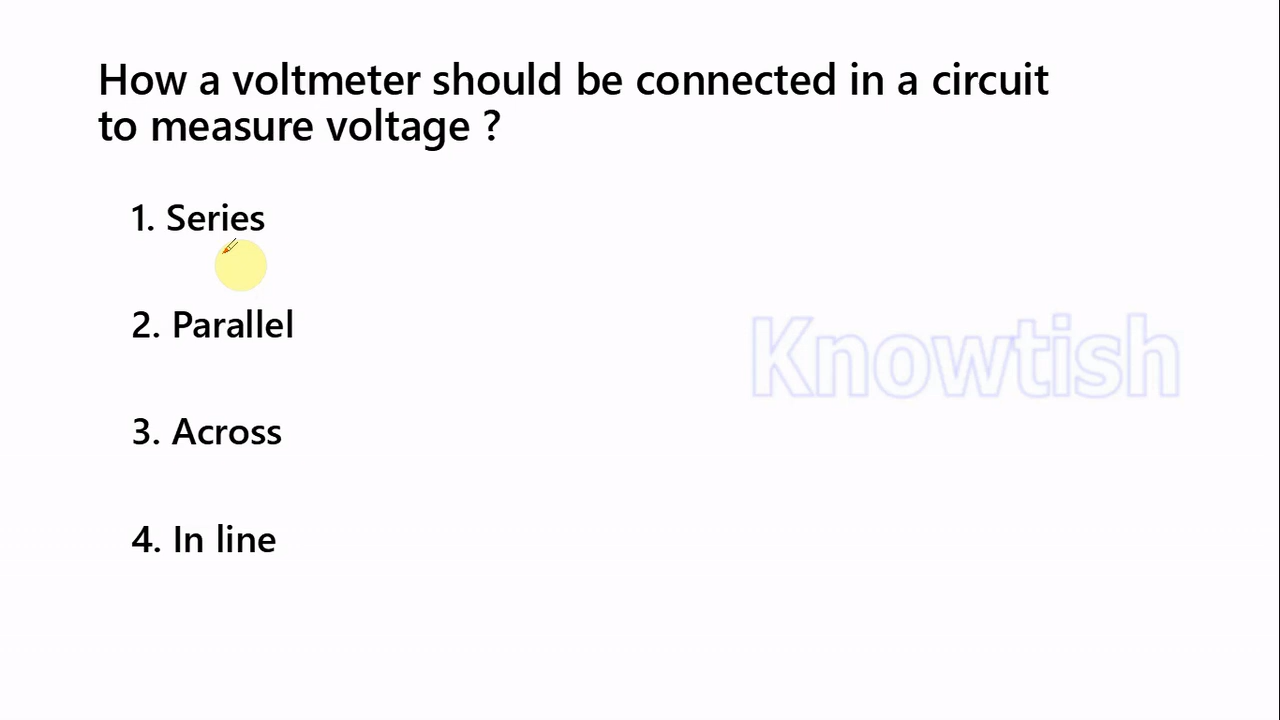 How a voltmeter should be connected in a circuit
to measure voltage ?
1. Series
2. Parallel
Knowtish
3. Across
4. In line